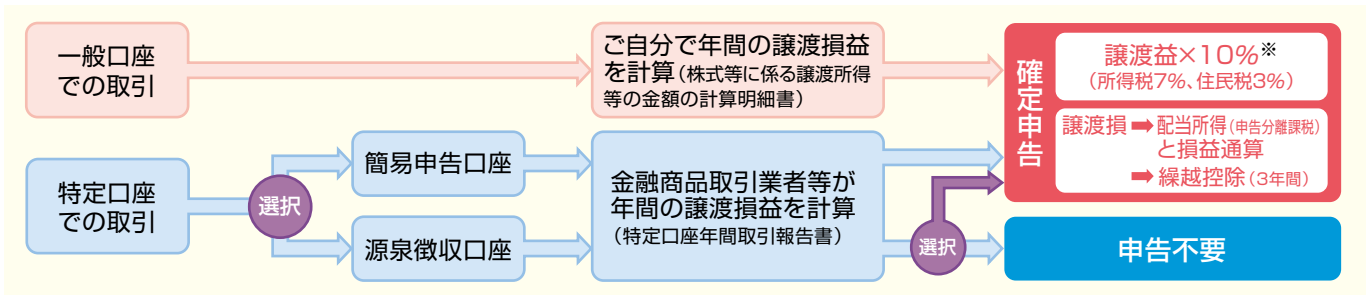 一般口座
での取引
ご自分で年間の譲渡損益
を計算（株式等に係る譲渡所得
等の金額の計算明細書）
確定申告
譲渡益×10％※
（所得税7％、住民税3％）
譲渡損➡配当所得（申告分離課税）
と損益通算
➡繰越控除（3年間）
特定口座
での取引
選択
簡易申告口座
源泉徴収口座
金融商品取引業者等が
年間の譲渡損益を計算
（特定口座年間取引報告書）
選択
申告不要